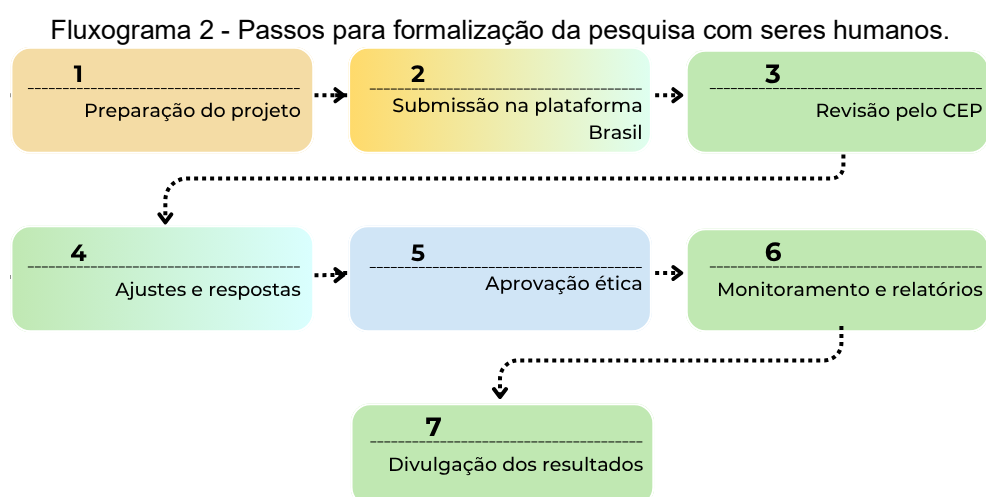 Fluxograma 2 - Passos para formalização da pesquisa com seres humanos.
1
Preparação do projeto
2
Submissão na plataforma
Brasil
3
Revisão pelo CEP
4
Ajustes e respostas
5
Aprovação ética
6
Monitoramento e relatórios
7
Divulgação dos resultados